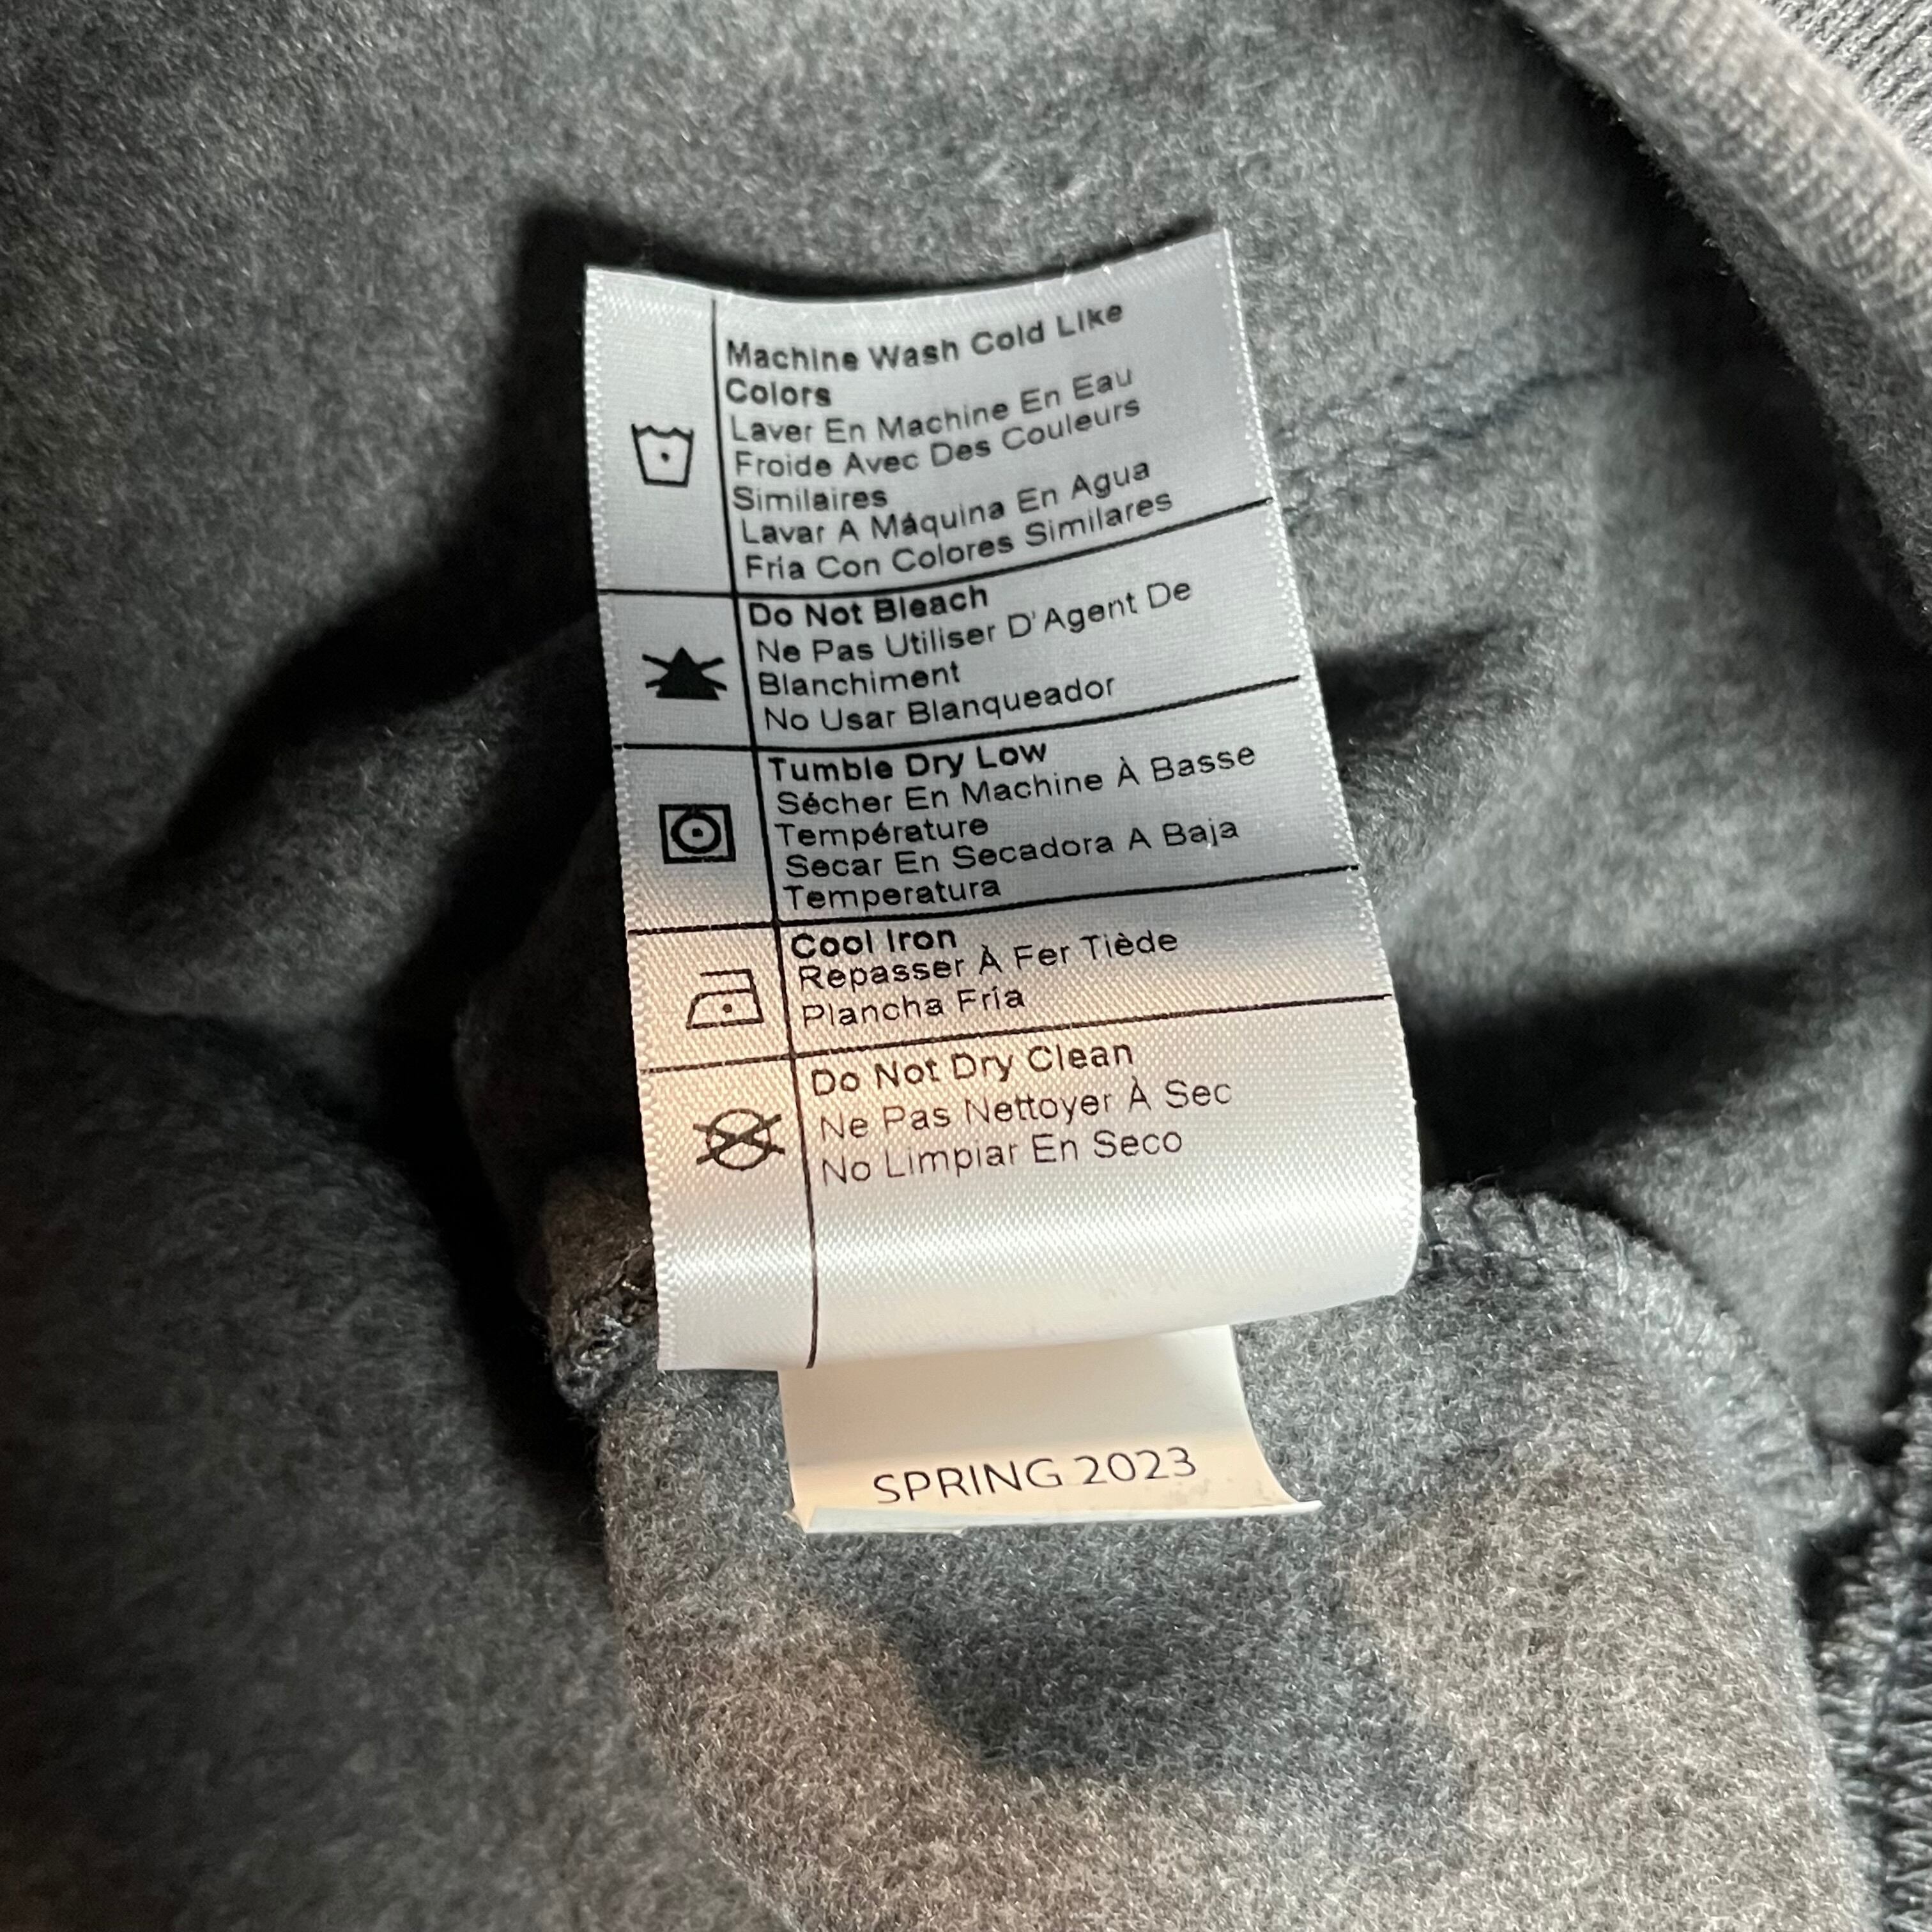 Machine Wash Cold Like
Colors
Laver En Machine En Eau
Froide Avec Des Couleurs
Similaires
Lavar A Máquina En Agua
Fría Con Colores Similares
Do Not Bleach
Ne Pas Utiliser D'Agent De
Blanchiment
No Usar Blanqueador
Tumble Dry Low
Sécher En Machine À Basse
Température
Secar En Secadora A Baja
Temperatura
Cool Iron
Repasser À Fer Tiède
Plancha Fría
Do Not Dry Clean
Ne Pas Nettoyer À Sec
No Limpiar En Seco
SPRING 2023